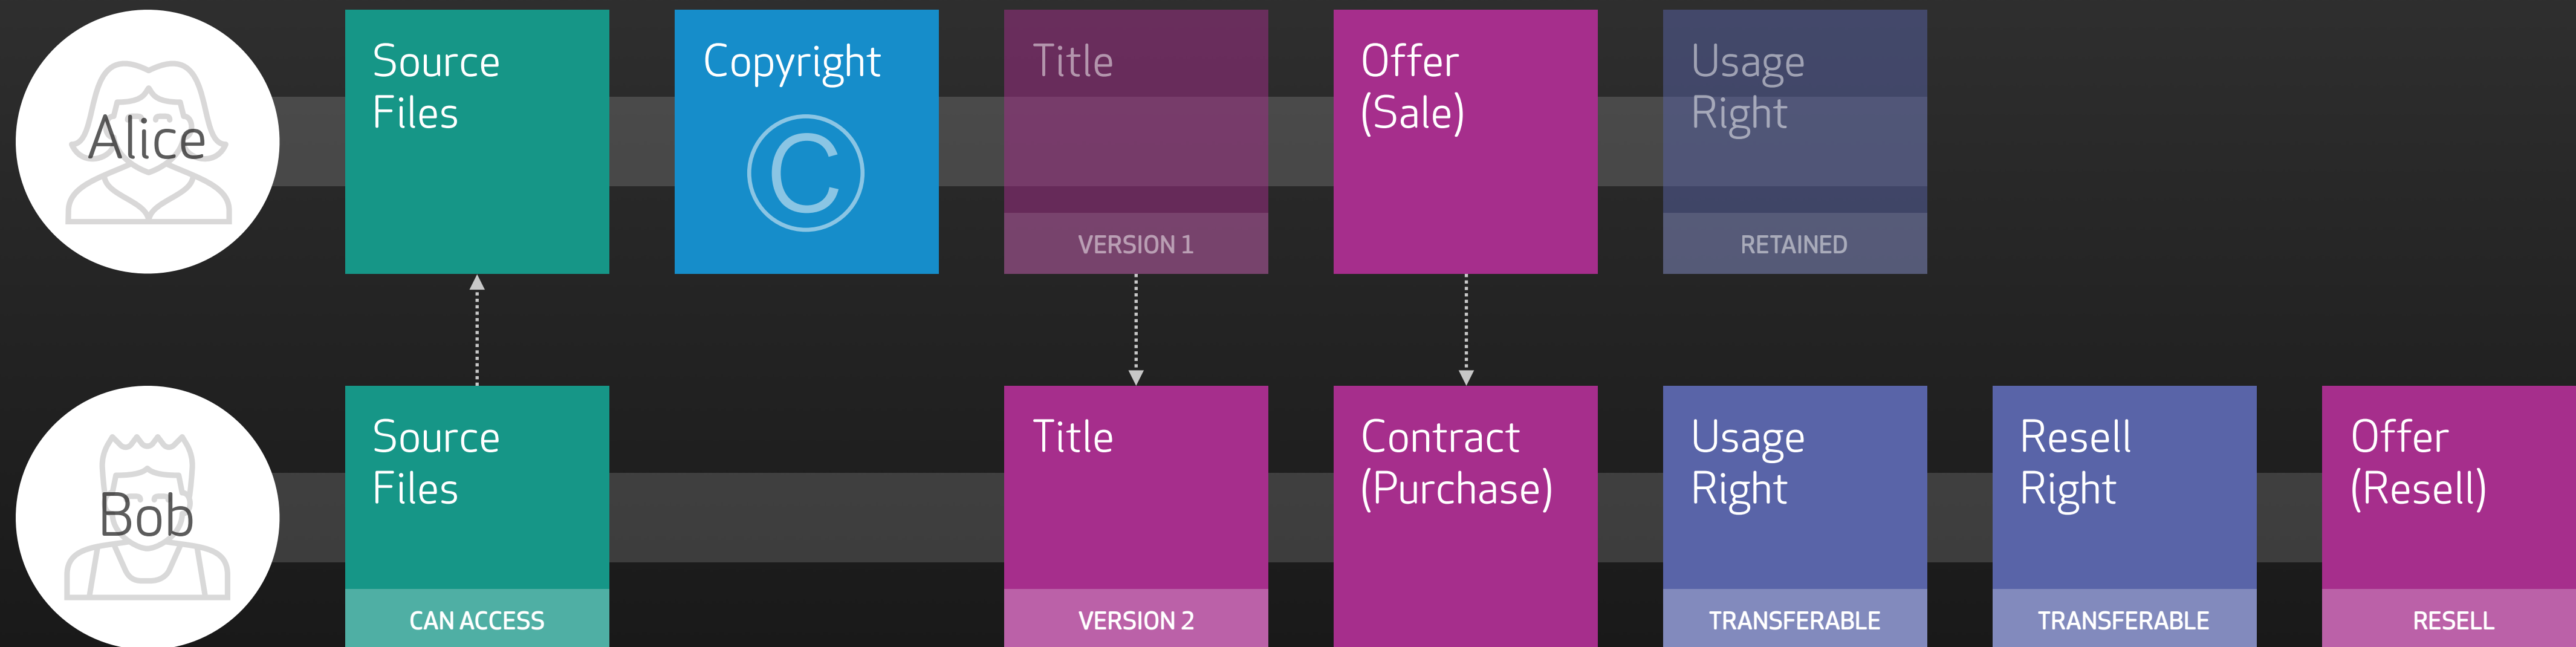 Alice
Source
Files
Copyright
©
Title
VERSION 1
Offer
(Sale)
Usage
Right
RETAINED
Bob
Source
Files
CAN ACCESS
Title
VERSION 2
Contract
(Purchase)
Usage
Right
TRANSFERABLE
Resell
Right
TRANSFERABLE
Offer
(Resell)
RESELL